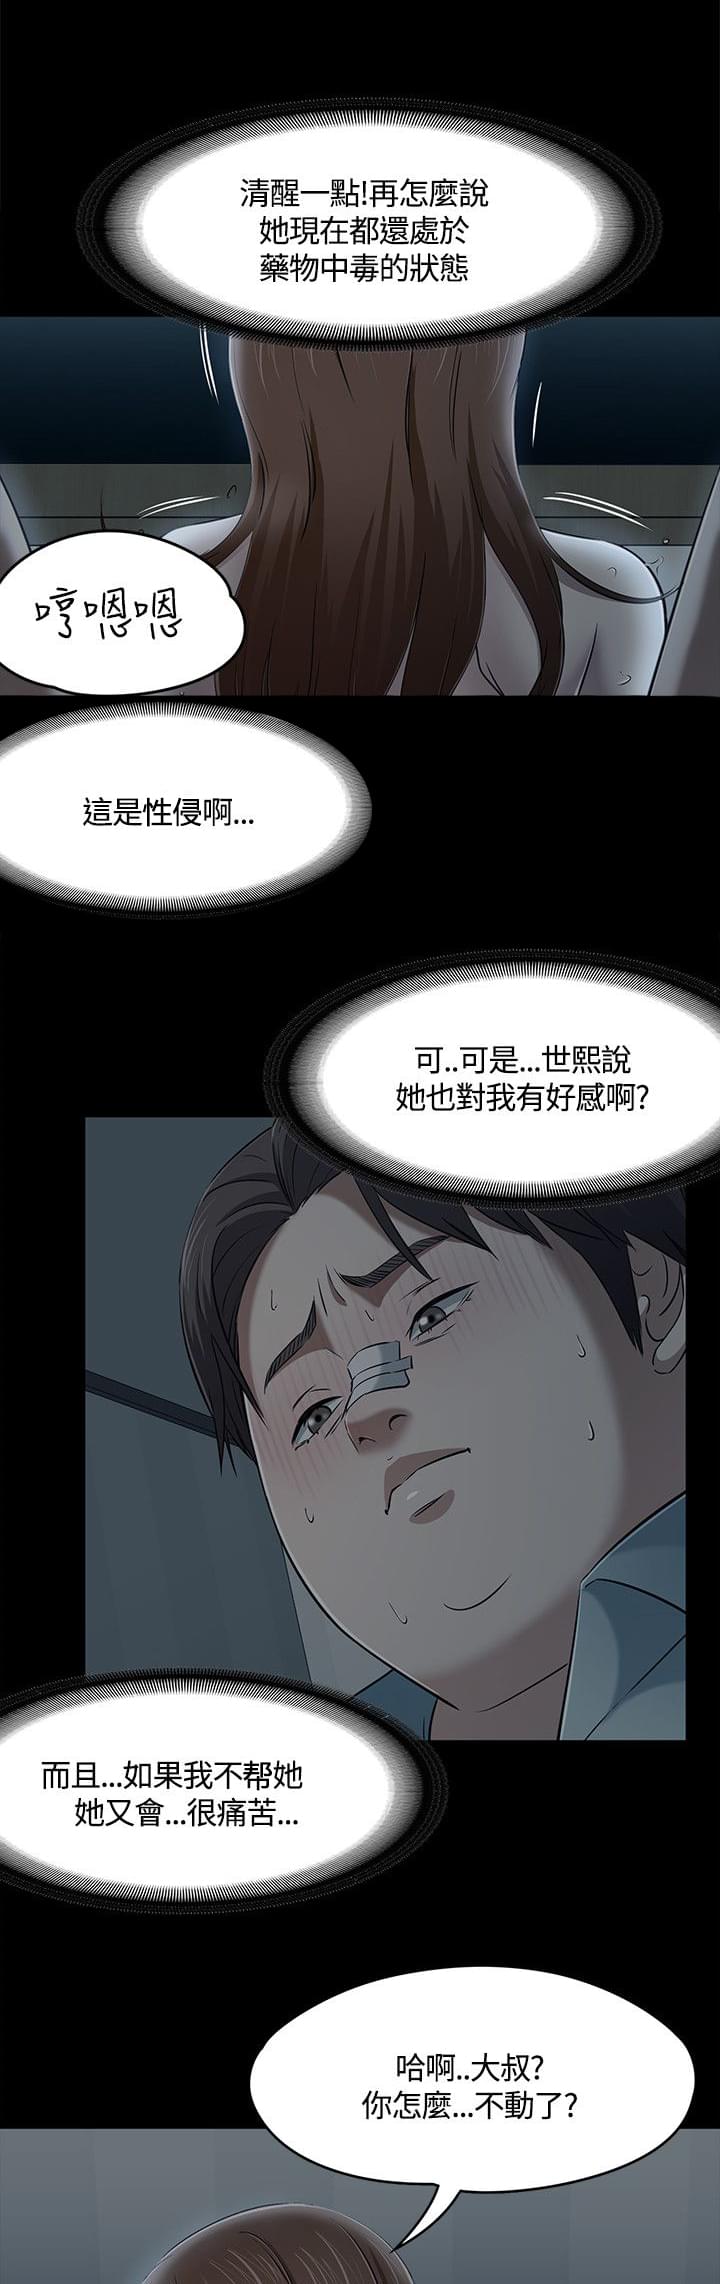 清醒一點!再怎麼說
她現在都還處於
藥物中毒的狀態
哼嗯嗯
這是性侵啊...
可..可是...世熙說
她也對我有好感啊?
而且...如果我不帮她
她又會...很痛苦...
哈啊..大叔?
你怎麼...不動了?